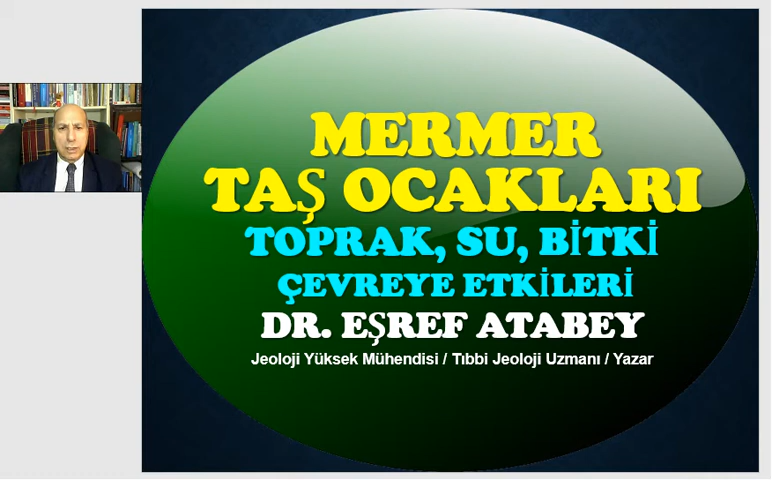 MERMER
TAŞ OCAKLARI
TOPRAK, SU, BİTKİ
ÇEVREYE ETKİLERİ
DR. EŞREF ATABEY
Jeoloji Yüksek Mühendisi / Tıbbi Jeoloji Uzmanı / Yazar